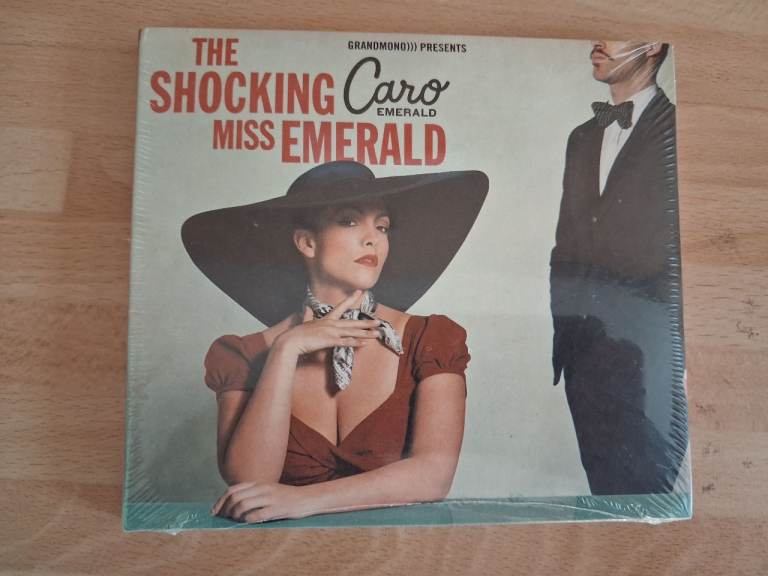 GRANDMONO))) PRESENTS
THE
SHOCKING
MISS EMERALD
Caro
EMERALD